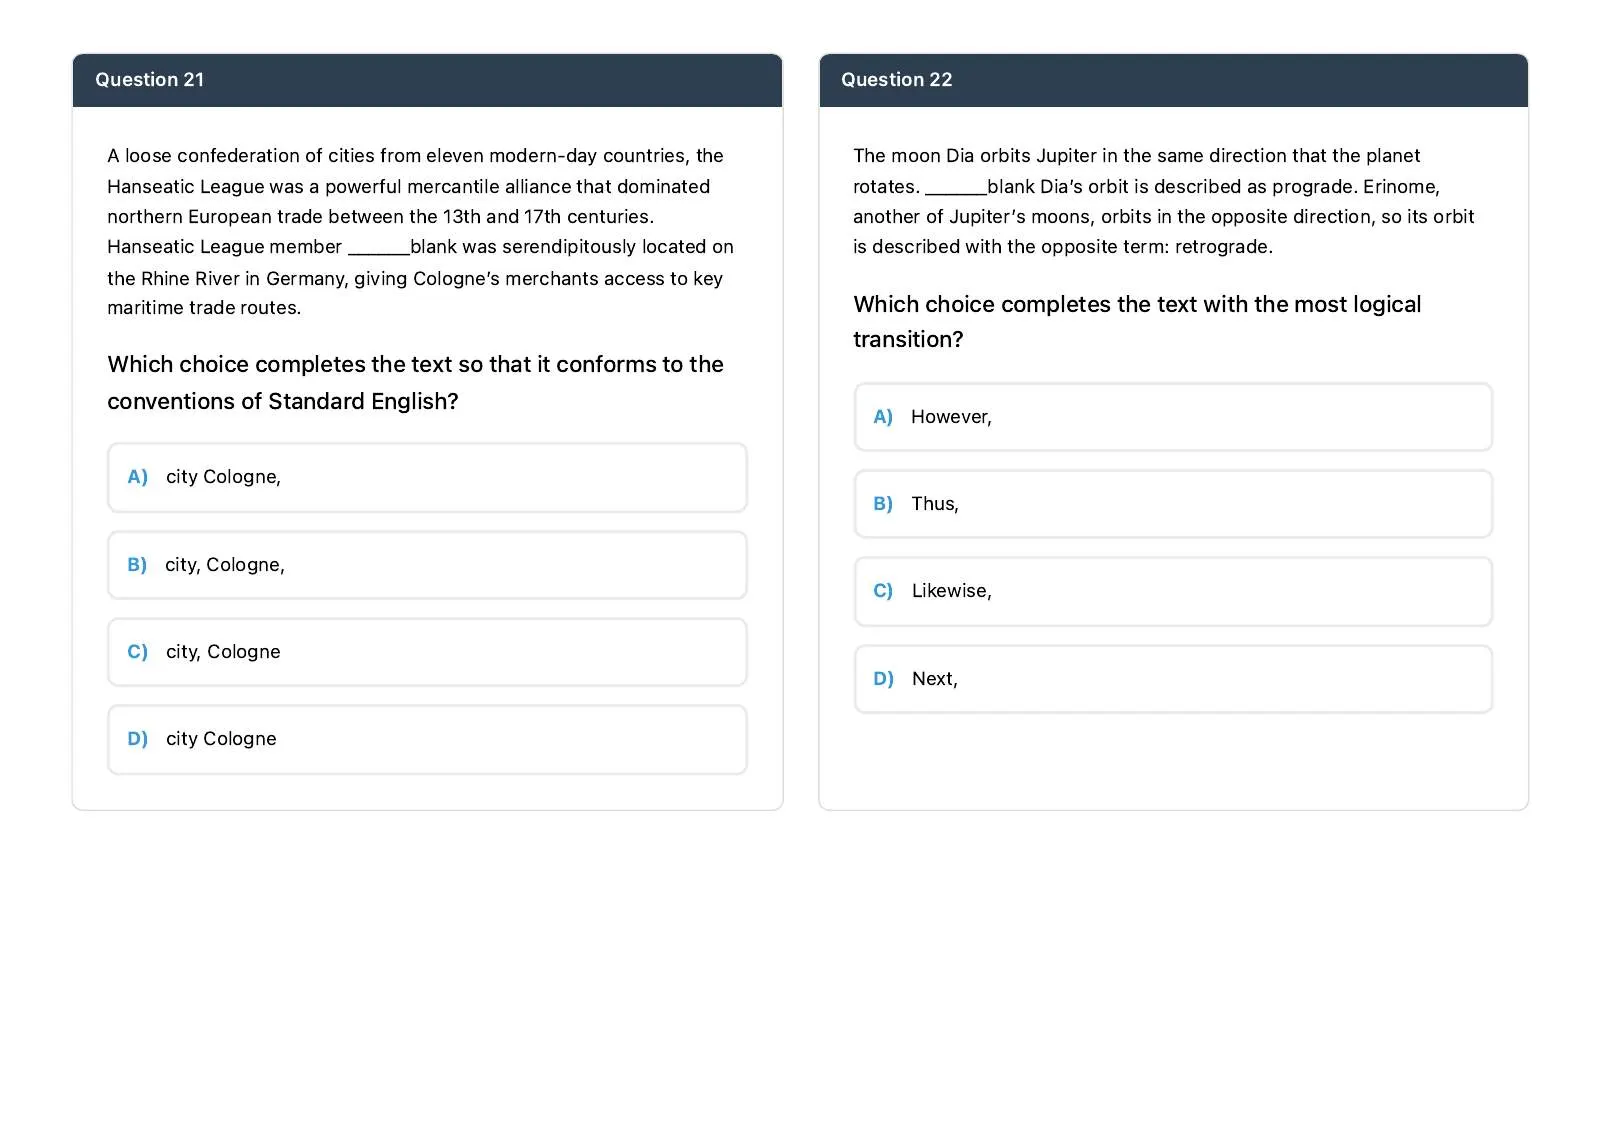 Question 21
A loose confederation of cities from eleven modern-day countries, the
Hanseatic League was a powerful mercantile alliance that dominated
northern European trade between the 13th and 17th centuries.
Hanseatic League member ______blank was serendipitously located on
the Rhine River in Germany, giving Cologne’s merchants access to key
maritime trade routes.
Which choice completes the text so that it conforms to the
conventions of Standard English?
A) city Cologne,
B) city, Cologne,
C) city, Cologne
D) city Cologne
Question 22
The moon Dia orbits Jupiter in the same direction that the planet
rotates. ______blank Dia’s orbit is described as prograde. Erinome,
another of Jupiter’s moons, orbits in the opposite direction, so its orbit
is described with the opposite term: retrograde.
Which choice completes the text with the most logical
transition?
A) However,
B) Thus,
C) Likewise,
D) Next,